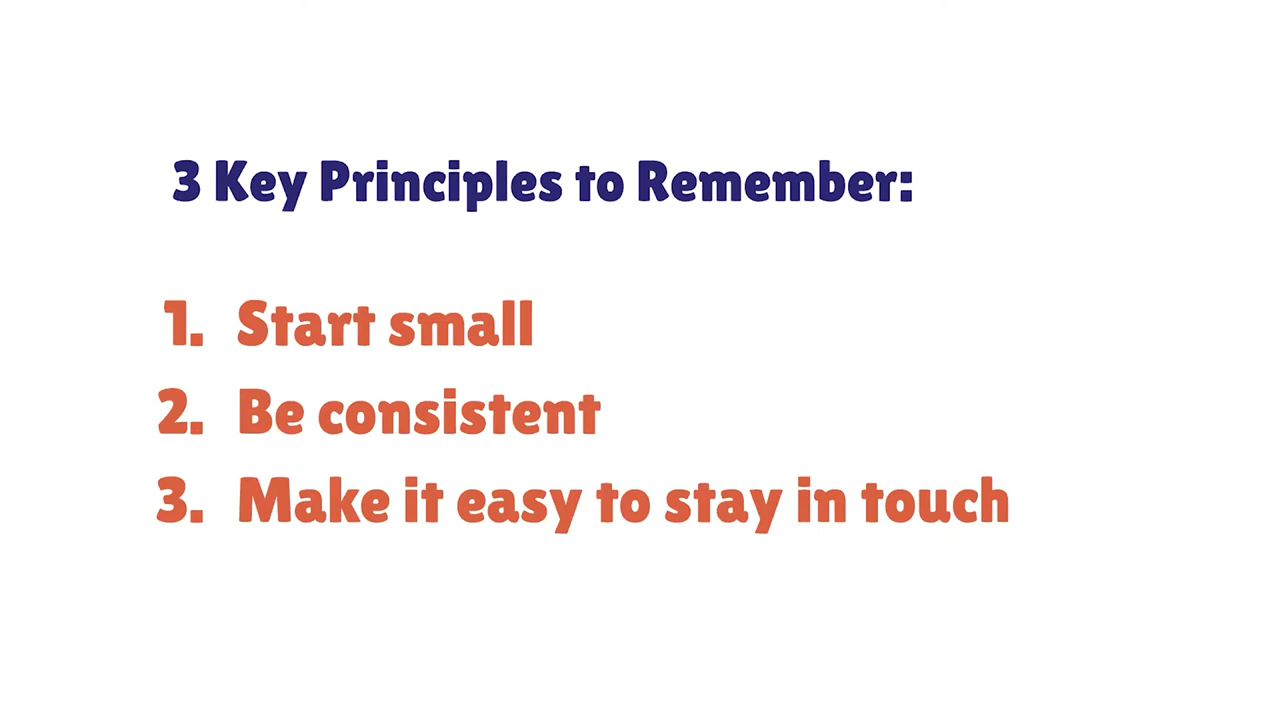 3 Key Principles to Remember:
1. Start small
2. Be consistent
3. Make it easy to stay in touch